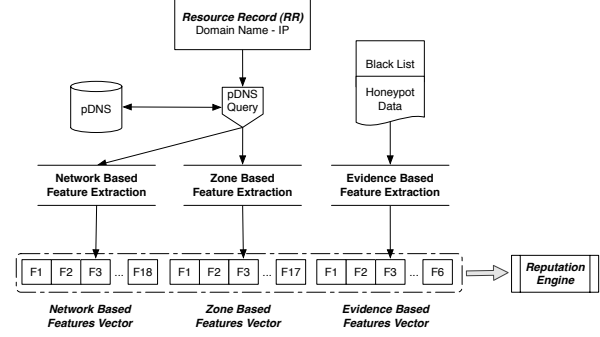 Resource Record (RR)
Domain Name - IP
Black List
Honeypot
Data
pDNS
pDNS
Query
Network Based
Feature Extraction
Zone Based
Feature Extraction
Evidence Based
Feature Extraction
F1 F2 F3 ... F18 F1 F2 F3 ... F17 F1 F2 F3 ... F6
Reputation
Engine
Network Based
Features Vector
Zone Based
Features Vector
Evidence Based
Features Vector